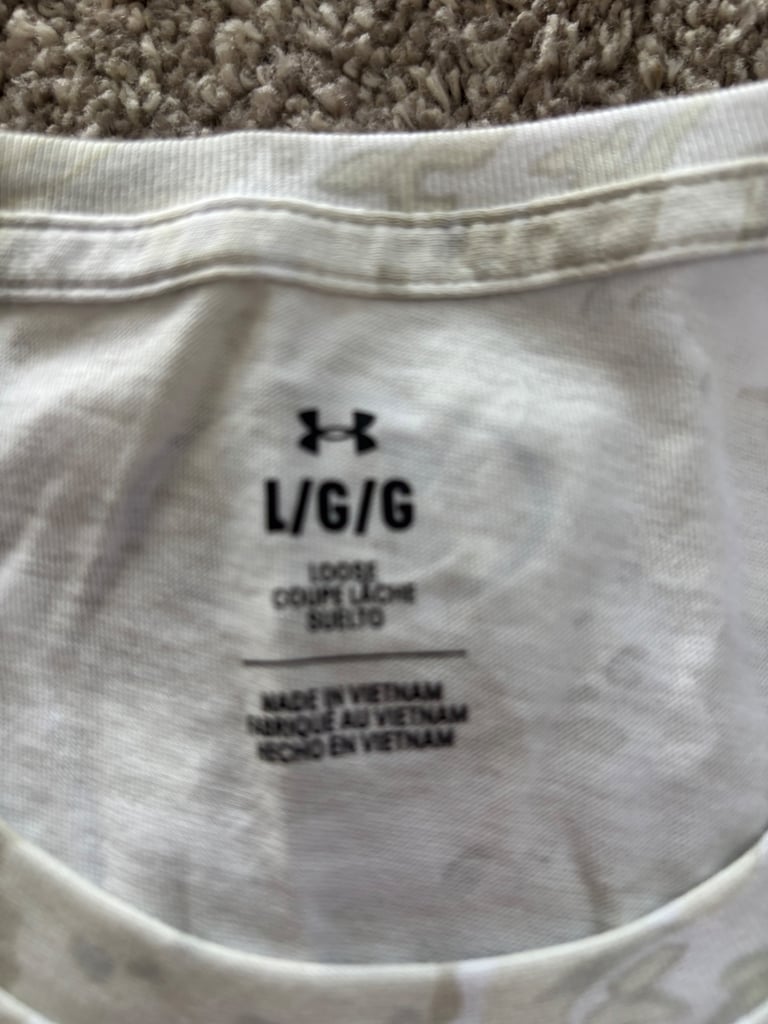 L/G/G
LOOSE
COUPE LÂCHE
SUELTO
MADE IN VIETNAM
FABRIQUÉ AU VIETNAM
HECHO EN VIETNAM